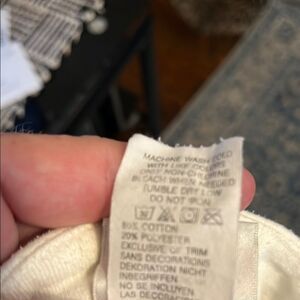 MACHINE WASH COLD
WITH LIKE COLORS
ONLY NON-CHLORINE
BLEACH WHEN NEEDED
TUMBLE DRY LOW
DO NOT IRON
80% COTTON
20% POLYESTER
EXCLUSIVE OF TRIM
SANS DECORATIONS
DEKORATION NICHT
INBEGRIFFEN
NO SE INCLUYEN
LAS